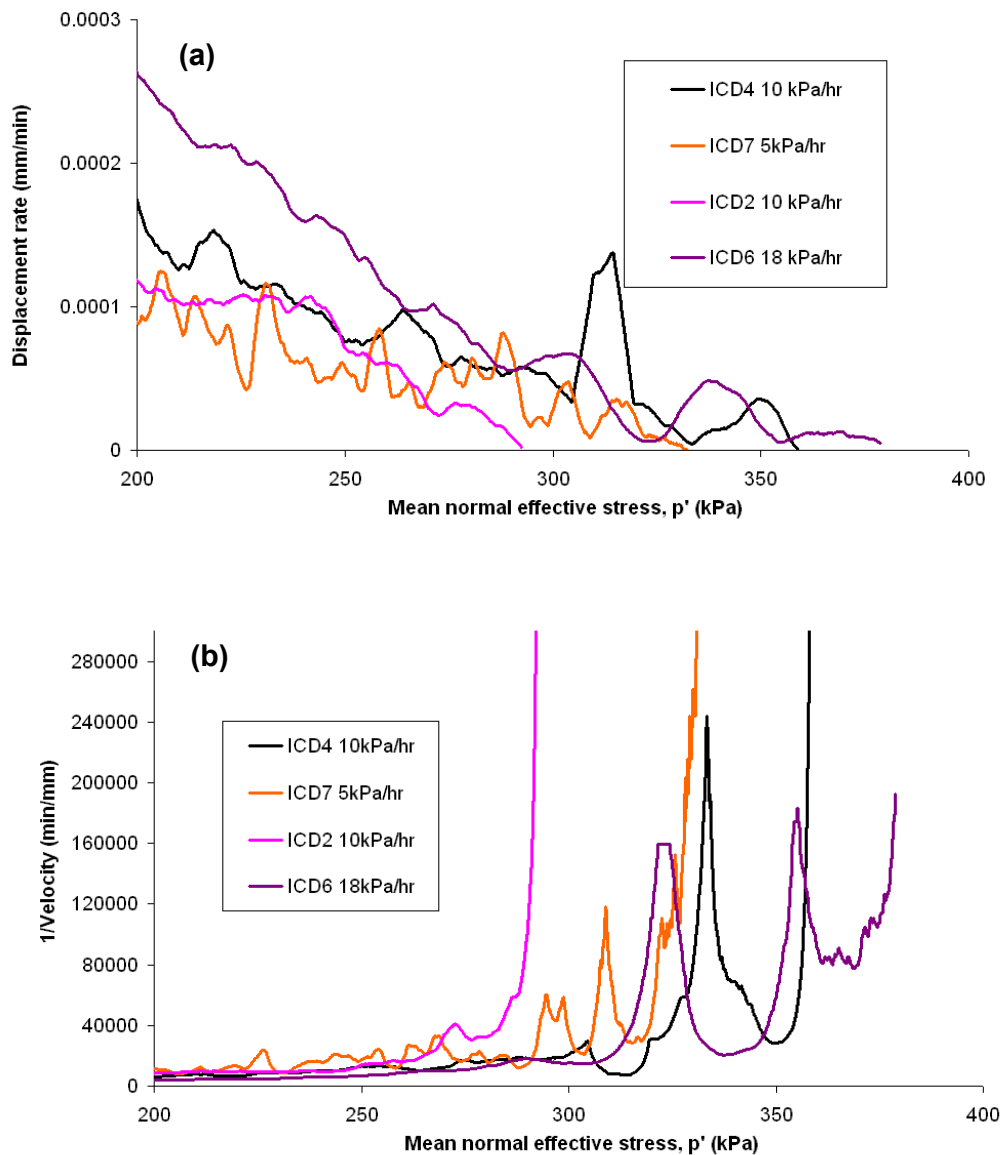 (a)
0.0003
0.0002
0.0001
0
Displacement rate (mm/min)
ICD4 10 kPa/hr
ICD7 5kPa/hr
ICD2 10 kPa/hr
ICD6 18 kPa/hr
200 250 300 350 400
Mean normal effective stress, p' (kPa)
(b)
280000
240000
200000
160000
120000
80000
40000
0
1/Velocity (min/mm)
ICD4 10kPa/hr
ICD7 5kPa/hr
ICD2 10kPa/hr
ICD6 18kPa/hr
200 250 300 350 400
Mean normal effective stress, p' (kPa)